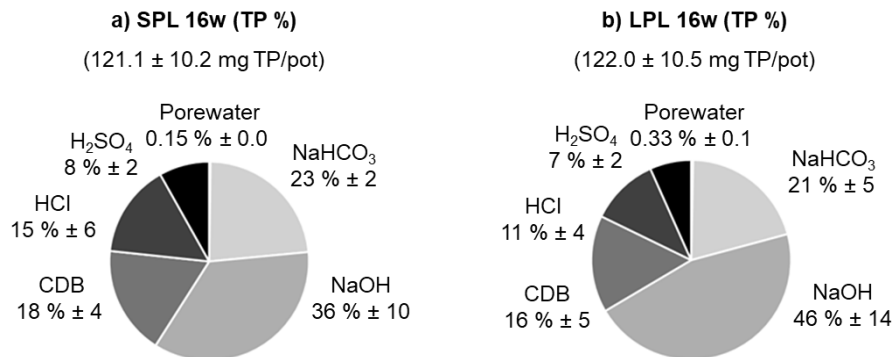 a) SPL 16w (TP %)
(121.1 ± 10.2 mg TP/pot)
Porewater
0.15 % ± 0.0
H₂SO₄
8 % ± 2
NaHCO₃
23 % ± 2
HCl
15 % ± 6
CDB
18 % ± 4
NaOH
36 % ± 10
b) LPL 16w (TP %)
(122.0 ± 10.5 mg TP/pot)
Porewater
0.33 % ± 0.1
H₂SO₄
7 % ± 2
NaHCO₃
21 % ± 5
HCl
11 % ± 4
CDB
16 % ± 5
NaOH
46 % ± 14